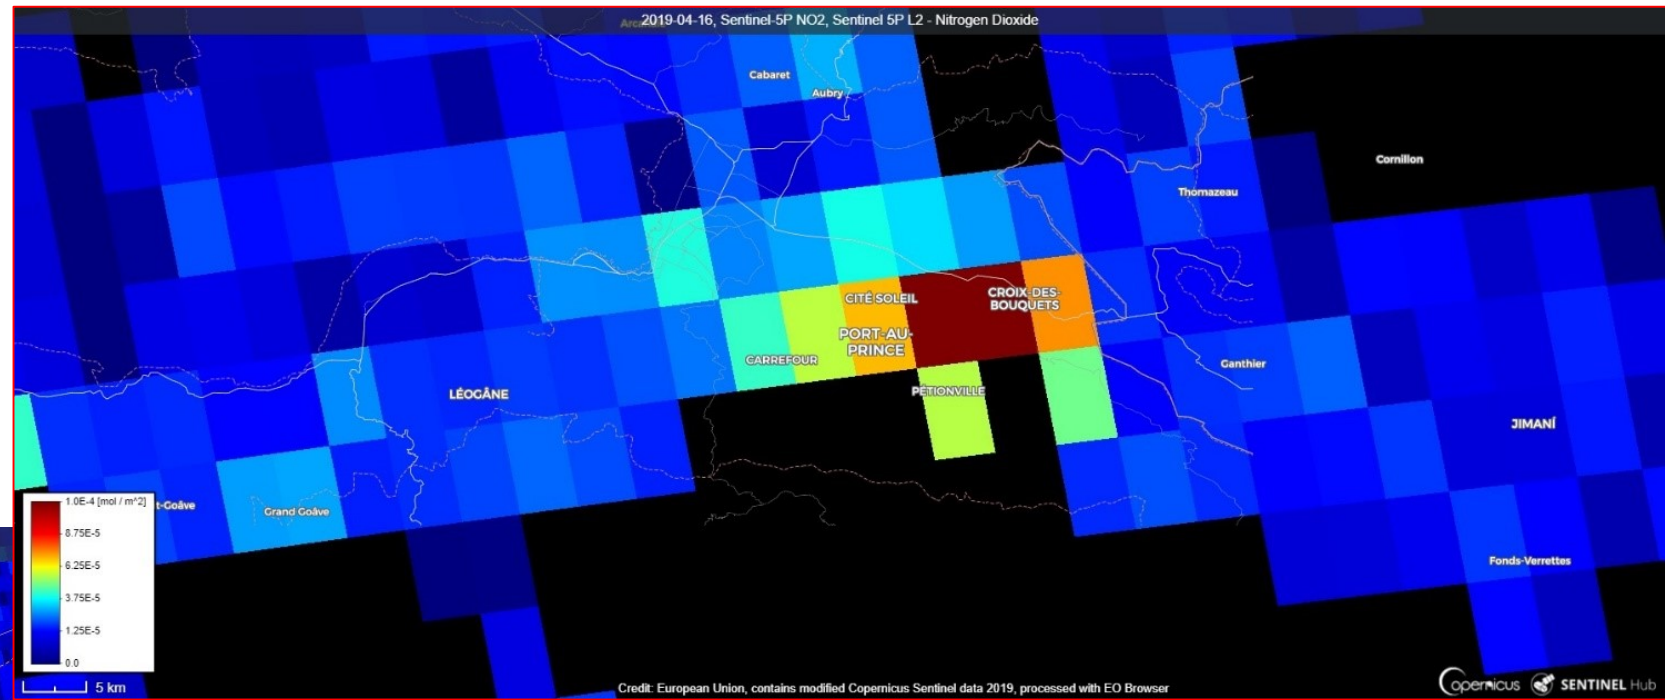 2019-04-16, Sentinel-5P NO2, Sentinel 5P L2 - Nitrogen Dioxide
Cabaret
Aubry
Cornillon
Thomazeau
CITÉ SOLEIL
CROIX-DES-
BOUQUETS
PORT-AU-
PRINCE
CARREFOUR
Ganthier
PÉTIONVILLE
LÉOGÂNE
JIMANÍ
t-Goâve
Grand Goâve
Fonds-Verrettes
1.0E-4 [mol / m^2]
8.75E-5
6.25E-5
3.75E-5
1.25E-5
0.0
5 km
Credit: European Union, contains modified Copernicus Sentinel data 2019, processed with EO Browser
opernicus
SENTINEL Hub